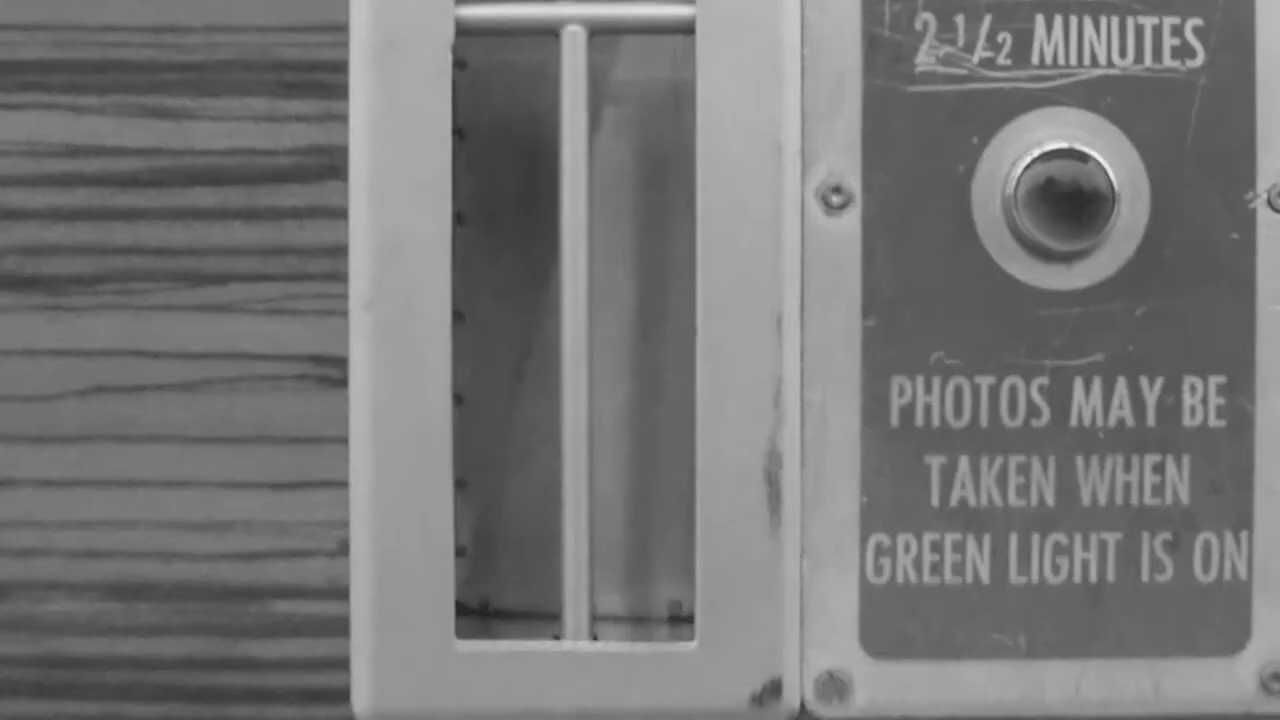 2 1/2 MINUTES
PHOTOS MAY BE
TAKEN WHEN
GREEN LIGHT IS ON